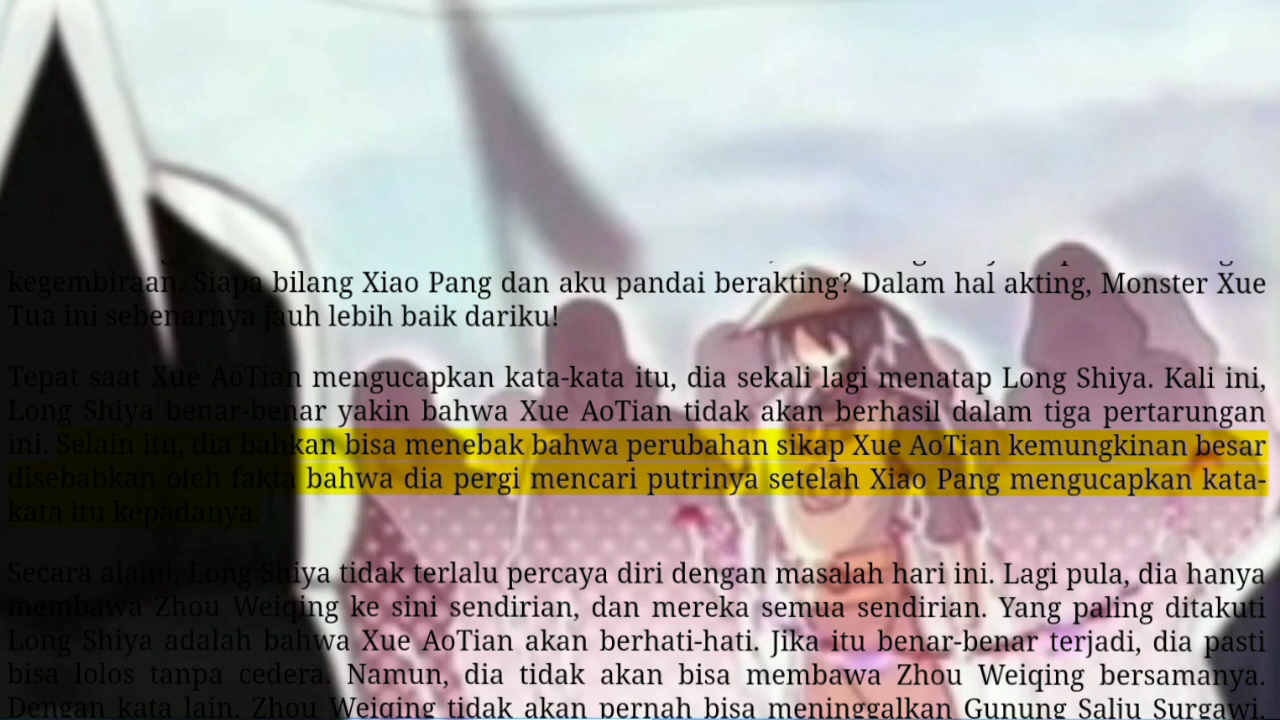 kegembiraan. Siapa bilang Xiao Pang dan aku pandai berakting? Dalam hal akting, Monster Xue
Tua ini sebenarnya jauh lebih baik dariku!
Tepat saat Xue AoTian mengucapkan kata-kata itu, dia sekali lagi menatap Long Shiya. Kali ini,
Long Shiya benar-benar yakin bahwa Xue AoTian tidak akan berhasil dalam tiga pertarungan
ini. Selain itu, dia bahkan bisa menebak bahwa perubahan sikap Xue AoTian kemungkinan besar
disebabkan oleh fakta bahwa dia pergi mencari putrinya setelah Xiao Pang mengucapkan kata-
kata itu kepadanya.
Secara alami, Long Shiya tidak terlalu percaya diri dengan masalah hari ini. Lagi pula, dia hanya
membawa Zhou Weiqing ke sini sendirian, dan mereka semua sendirian. Yang paling ditakuti
Long Shiya adalah bahwa Xue AoTian akan berhati-hati. Jika itu benar-benar terjadi, dia pasti
bisa lolos tanpa cedera. Namun, dia tidak akan bisa membawa Zhou Weiqing bersamanya.
Dengan kata lain, Zhou Weiqing tidak akan pernah bisa meninggalkan Gunung Salju Surgawi.